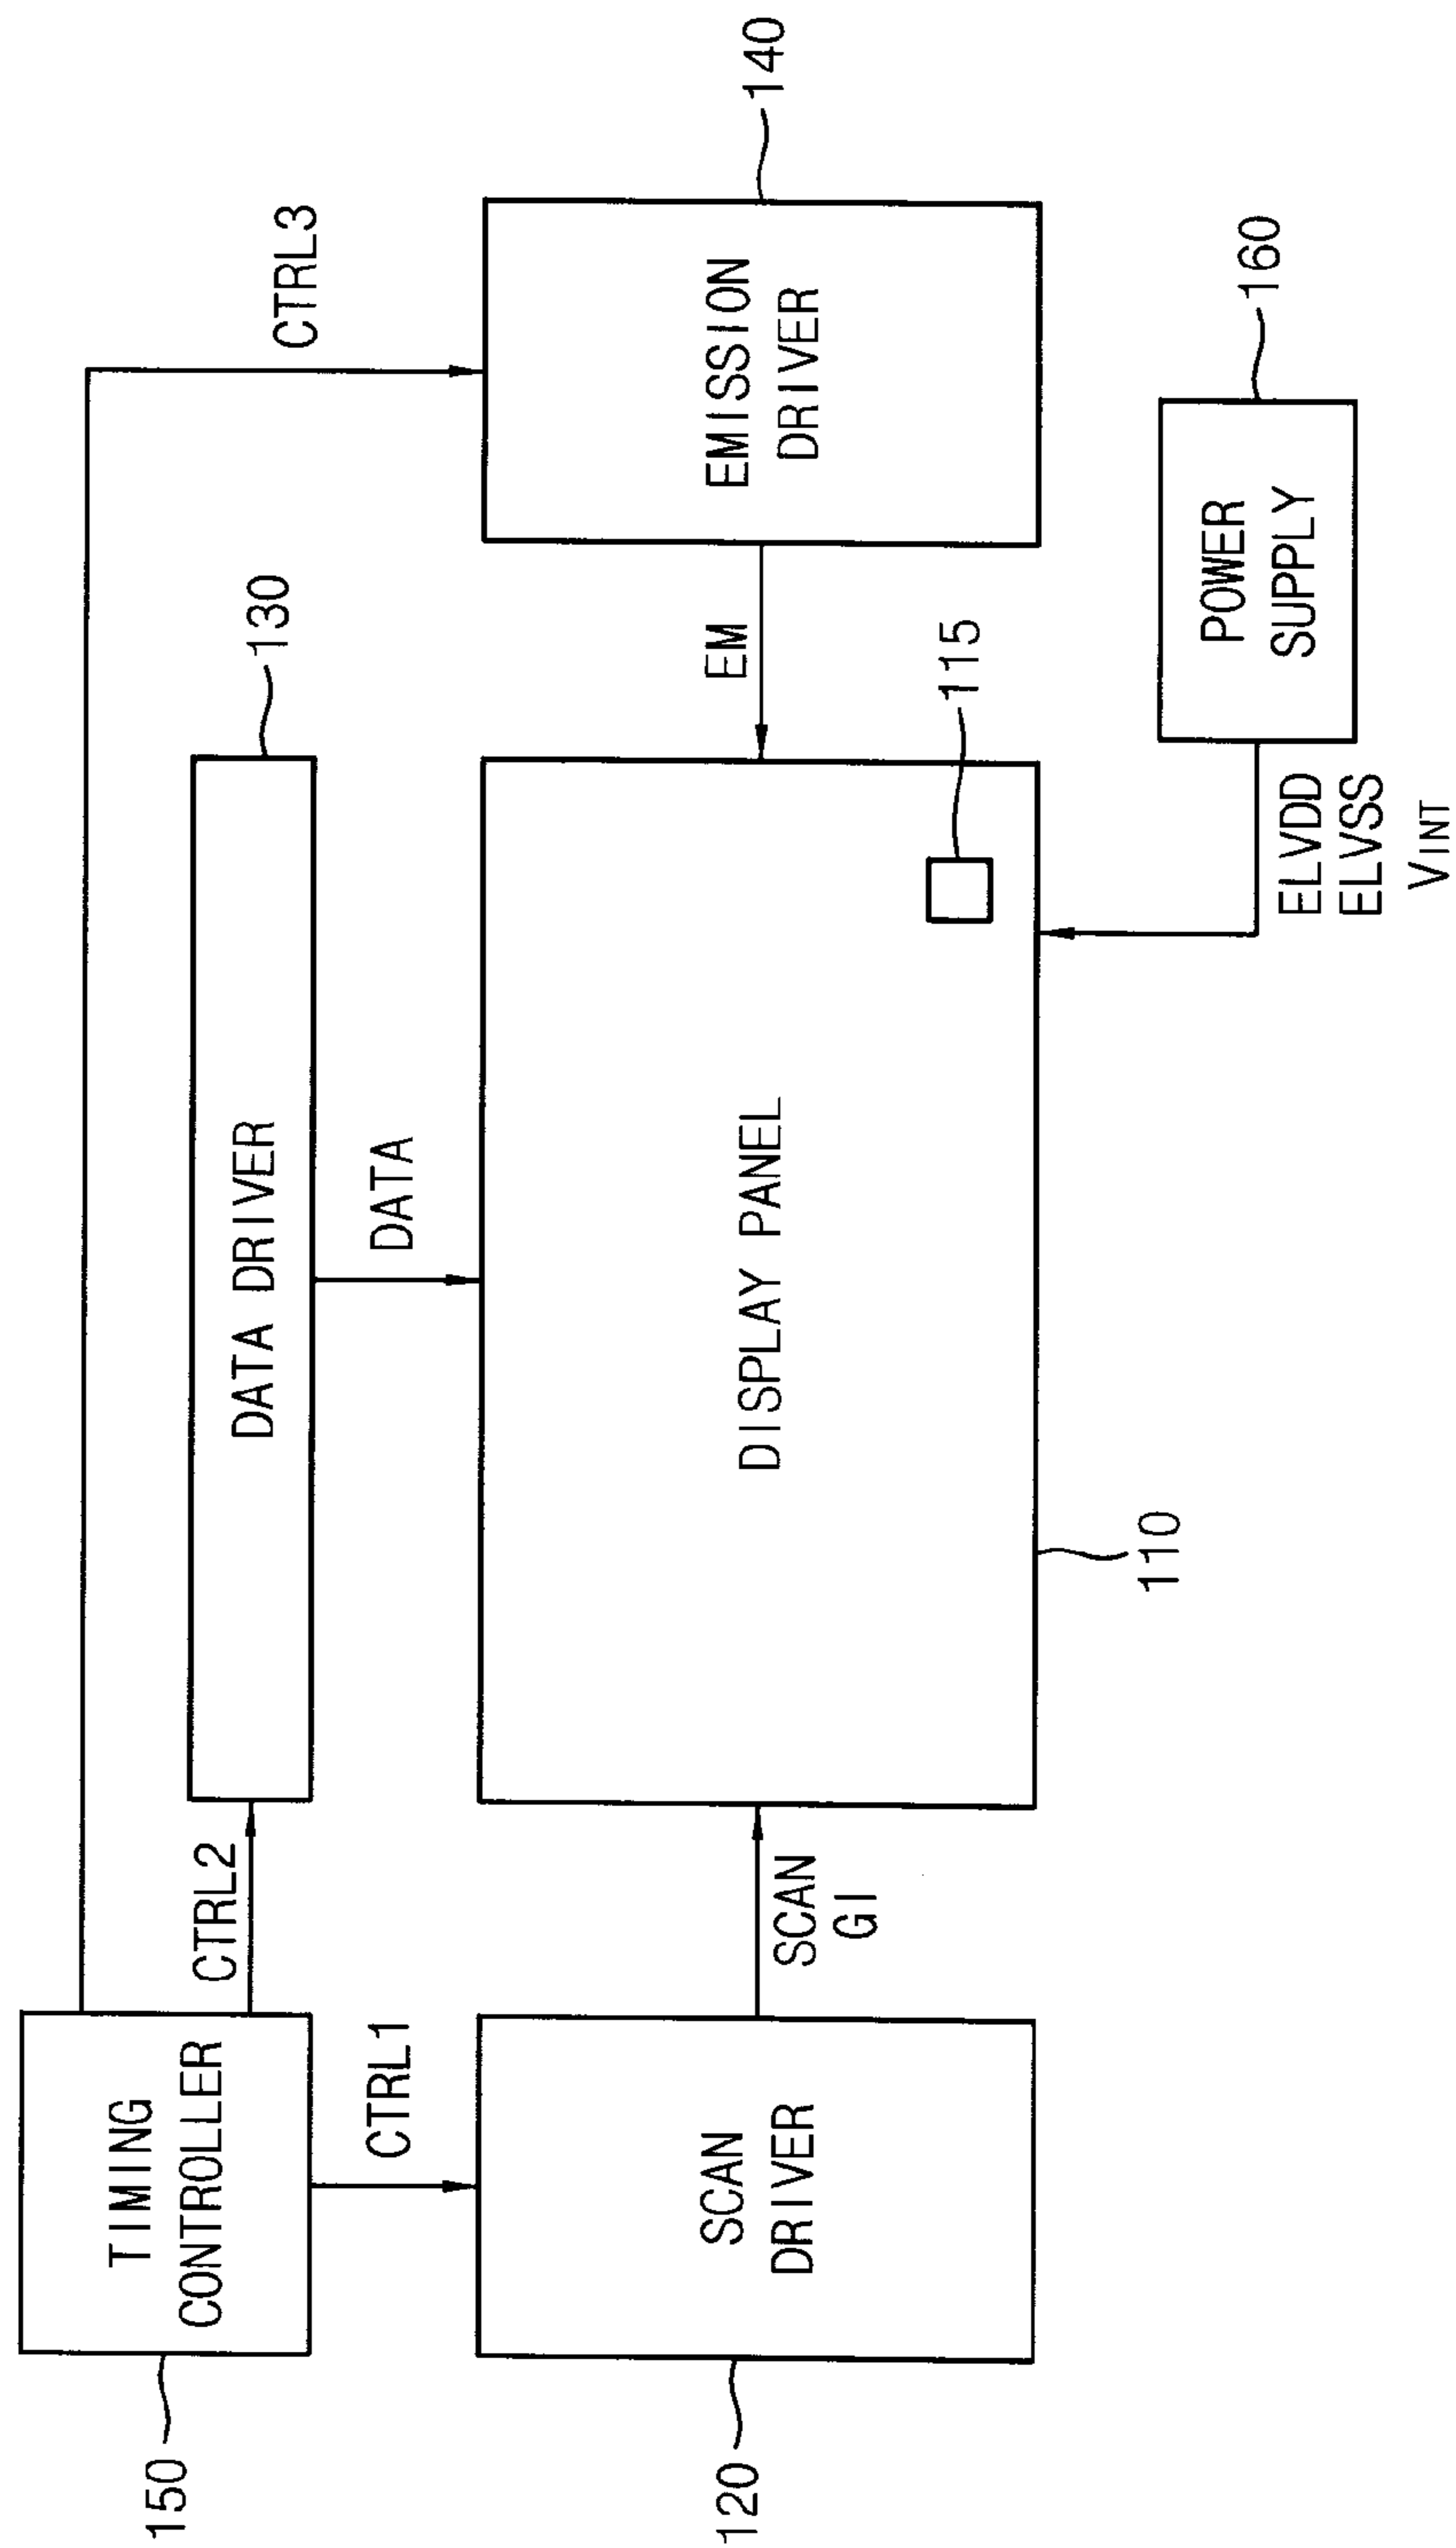 150
TIMING
CONTROLLER
CTRL2
DATA DRIVER
130
CTRL3
CTRL1
DATA
120
SCAN
DRIVER
SCAN
GI
DISPLAY PANEL
110
115
EM
EMISSION
DRIVER
140
ELVDD
ELVSS
VINT
POWER
SUPPLY
160